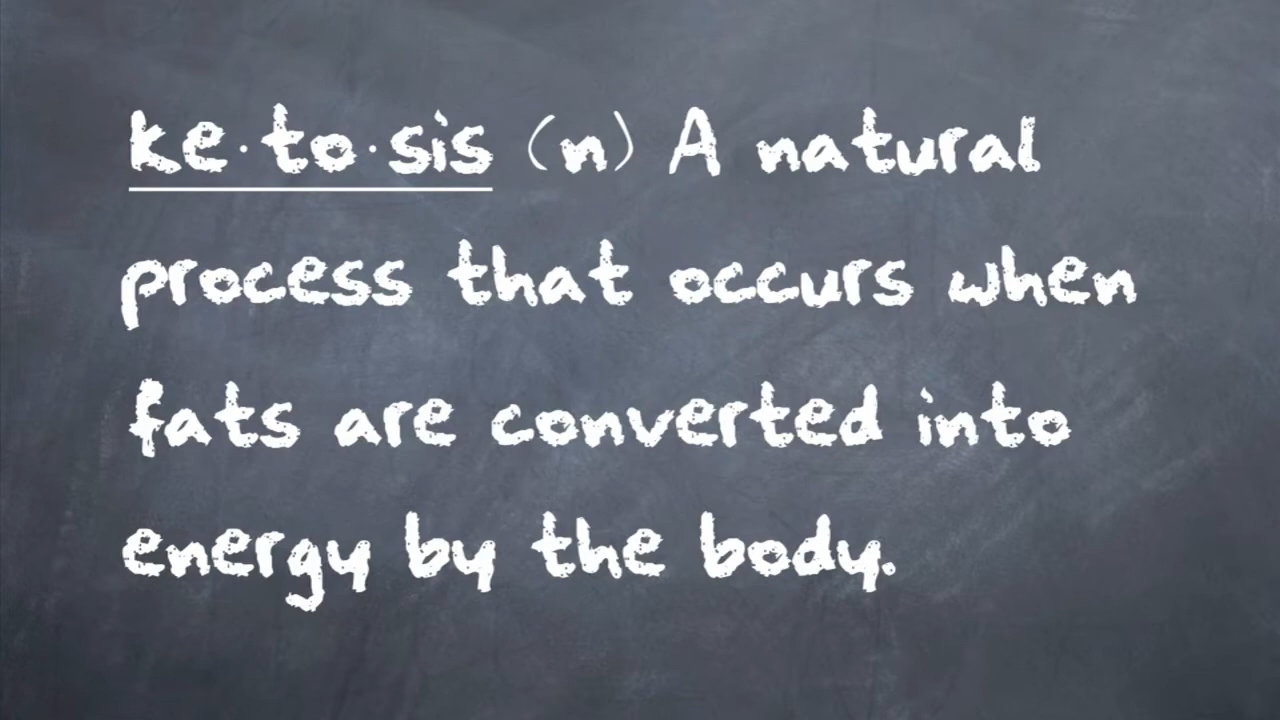 ke·to·sis (n) A natural
process that occurs when
fats are converted into
energy by the body.